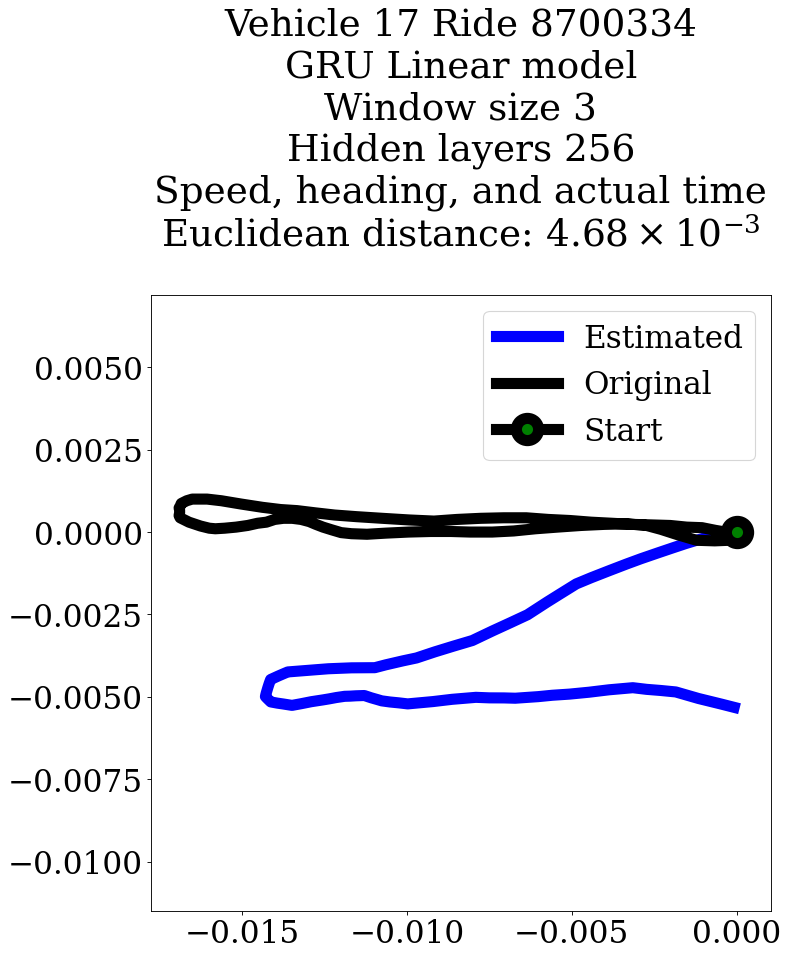 Vehicle 17 Ride 8700334
GRU Linear model
Window size 3
Hidden layers 256
Speed, heading, and actual time
Euclidean distance: 4.68 × 10⁻³
Estimated
Original
Start
0.0050
0.0025
0.0000
−0.0025
−0.0050
−0.0075
−0.0100
−0.015
−0.010
−0.005
0.000